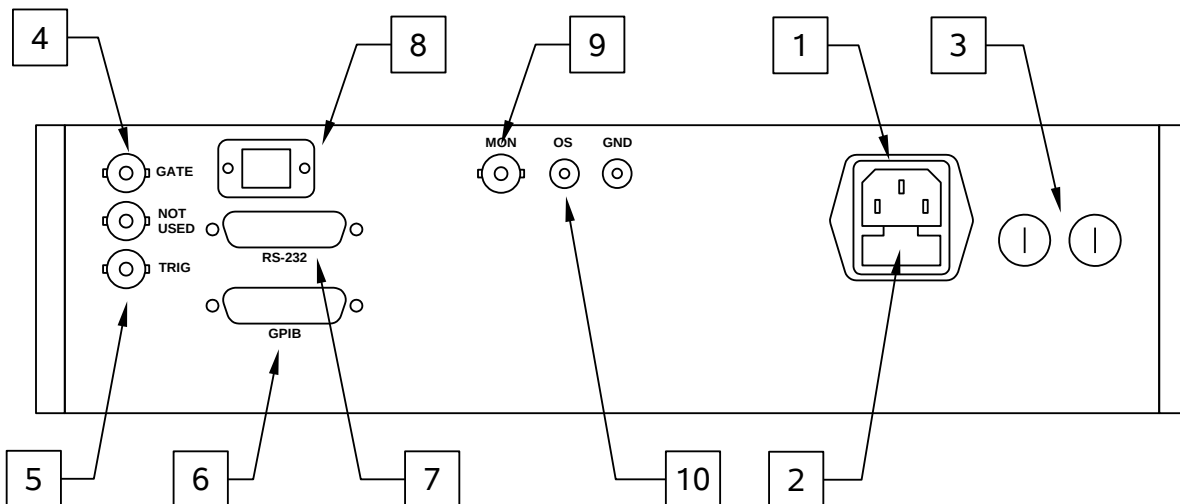 4
8
9
1
3
MON
OS
GND
GATE
NOT
USED
RS-232
TRIG
GPIB
5
6
7
10
2